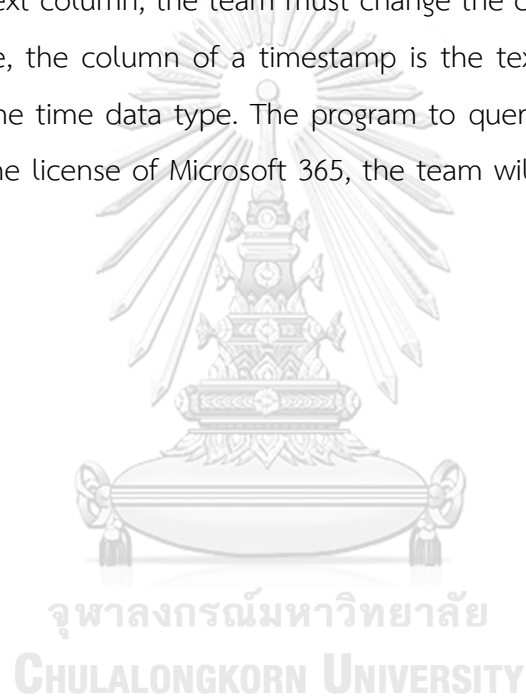 ext column, the team must change the c
e, the column of a timestamp is the tex
ne time data type. The program to quer
ne license of Microsoft 365, the team wil
จุฬาลงกรณ์มหาวิทยาลัย
CHULALONGKORN UNIVERSITY